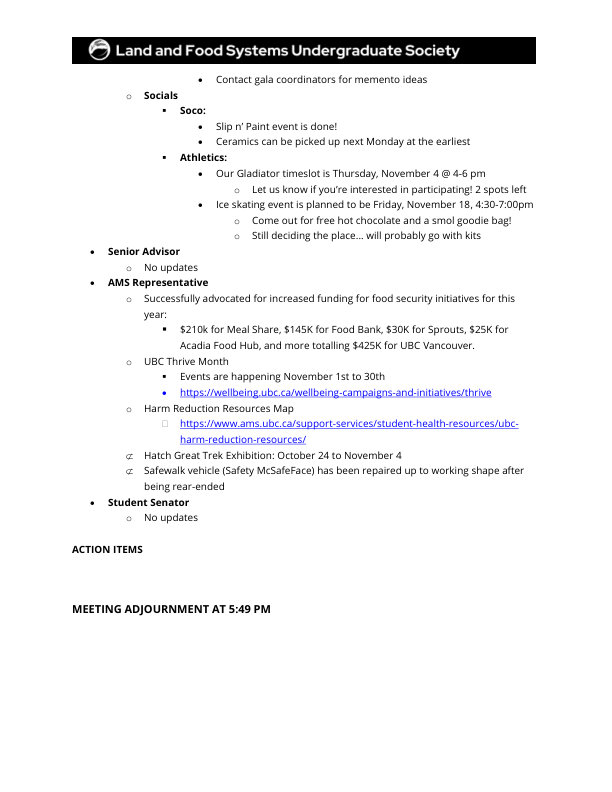 Land and Food Systems Undergraduate Society
• Contact gala coordinators for memento ideas
o Socials
▪ Soco:
• Slip n’ Paint event is done!
• Ceramics can be picked up next Monday at the earliest
▪ Athletics:
• Our Gladiator timeslot is Thursday, November 4 @ 4-6 pm
o Let us know if you’re interested in participating! 2 spots left
• Ice skating event is planned to be Friday, November 18, 4:30-7:00pm
o Come out for free hot chocolate and a smol goodie bag!
o Still deciding the place... will probably go with kits
• Senior Advisor
o No updates
• AMS Representative
o Successfully advocated for increased funding for food security initiatives for this
year:
▪ $210k for Meal Share, $145K for Food Bank, $30K for Sprouts, $25K for
Acadia Food Hub, and more totalling $425K for UBC Vancouver.
o UBC Thrive Month
▪ Events are happening November 1st to 30th
• https://wellbeing.ubc.ca/wellbeing-campaigns-and-initiatives/thrive
o Harm Reduction Resources Map
□ https://www.ams.ubc.ca/support-services/student-health-resources/ubc-
harm-reduction-resources/
⊄ Hatch Great Trek Exhibition: October 24 to November 4
⊄ Safewalk vehicle (Safety McSafeFace) has been repaired up to working shape after
being rear-ended
• Student Senator
o No updates
ACTION ITEMS
MEETING ADJOURNMENT AT 5:49 PM